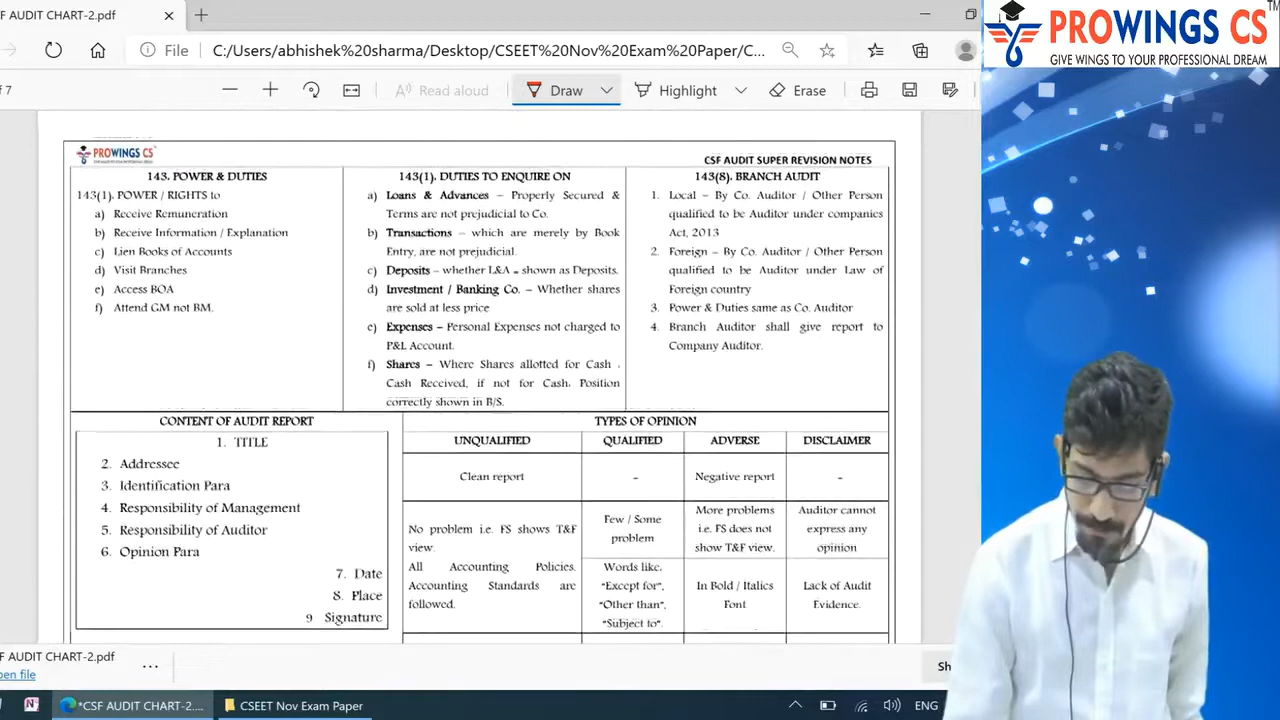 F AUDIT CHART-2.pdf
File
C:/Users/abhishek%20sharma/Desktop/CSEET%20Nov%20Exam%20Paper/C...
f 7
Read aloud
Draw
Highlight
Erase
PROWINGS CS
TM
GIVE WINGS TO YOUR PROFESSIONAL DREAM
PROWINGS CS
CSF AUDIT SUPER REVISION NOTES
143. POWER & DUTIES
143(1). POWER / RIGHTS to
a) Receive Remuneration
b) Receive Information / Explanation
c) Lien Books of Accounts
d) Visit Branches
e) Access BOA
f) Attend GM not BM.
143(1). DUTIES TO ENQUIRE ON
a) Loans & Advances – Properly Secured &
Terms are not prejudicial to Co.
b) Transactions – which are merely by Book
Entry, are not prejudicial.
c) Deposits – whether L&A = shown as Deposits.
d) Investment / Banking Co. – Whether shares
are sold at less price
e) Expenses – Personal Expenses not charged to
P&L Account.
f) Shares – Where Shares allotted for Cash .
Cash Received, if not for Cash. Position
correctly shown in B/S.
143(8). BRANCH AUDIT
1. Local – By Co. Auditor / Other Person
qualified to be Auditor under companies
Act, 2013
2. Foreign – By Co. Auditor / Other Person
qualified to be Auditor under Law of
Foreign country
3. Power & Duties same as Co. Auditor
4. Branch Auditor shall give report to
Company Auditor.
CONTENT OF AUDIT REPORT
1. TITLE
2. Addressee
3. Identification Para
4. Responsibility of Management
5. Responsibility of Auditor
6. Opinion Para
7. Date
8. Place
9 Signature
TYPES OF OPINION
UNQUALIFIED QUALIFIED ADVERSE DISCLAIMER
Clean report - Negative report -
No problem i.e. FS shows T&F
view.
Few / Some
problem
More problems
i.e. FS does not
show T&F view.
Auditor cannot
express any
opinion
All Accounting Policies.
Accounting Standards are
followed.
Words like,
"Except for",
"Other than",
"Subject to".
In Bold / Italics
Font
Lack of Audit
Evidence.
F AUDIT CHART-2.pdf
pen file
...
Sh
*CSF AUDIT CHART-2....
CSEET Nov Exam Paper
ENG